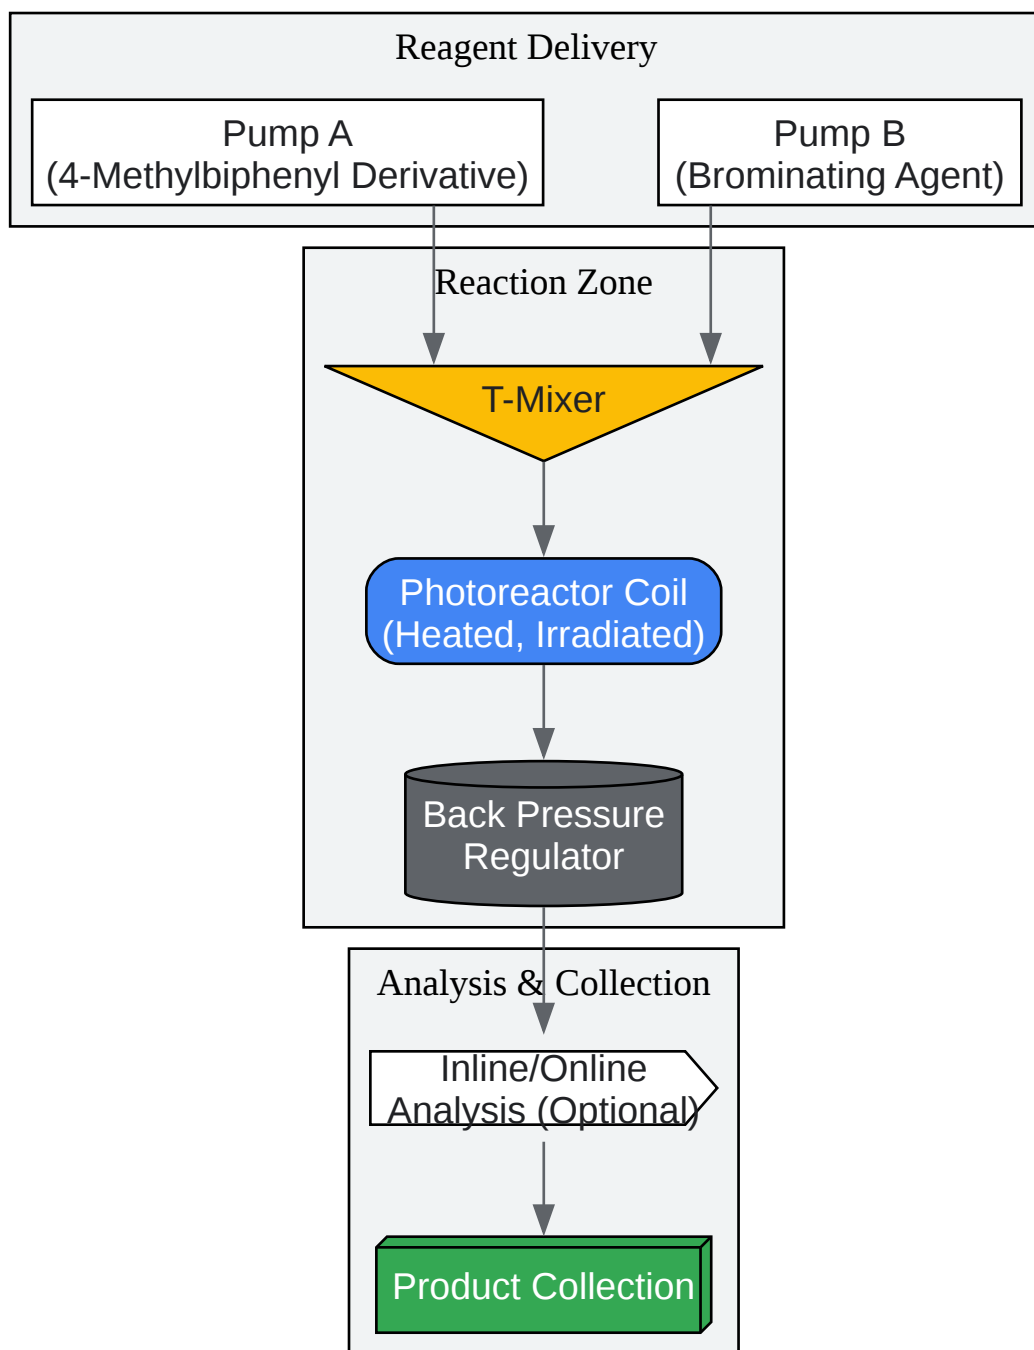 Reagent Delivery
Pump A
(4-Methylbiphenyl Derivative)
Pump B
(Brominating Agent)
Reaction Zone
T-Mixer
Photoreactor Coil
(Heated, Irradiated)
Back Pressure
Regulator
Analysis & Collection
Inline/Online
Analysis (Optional)
Product Collection